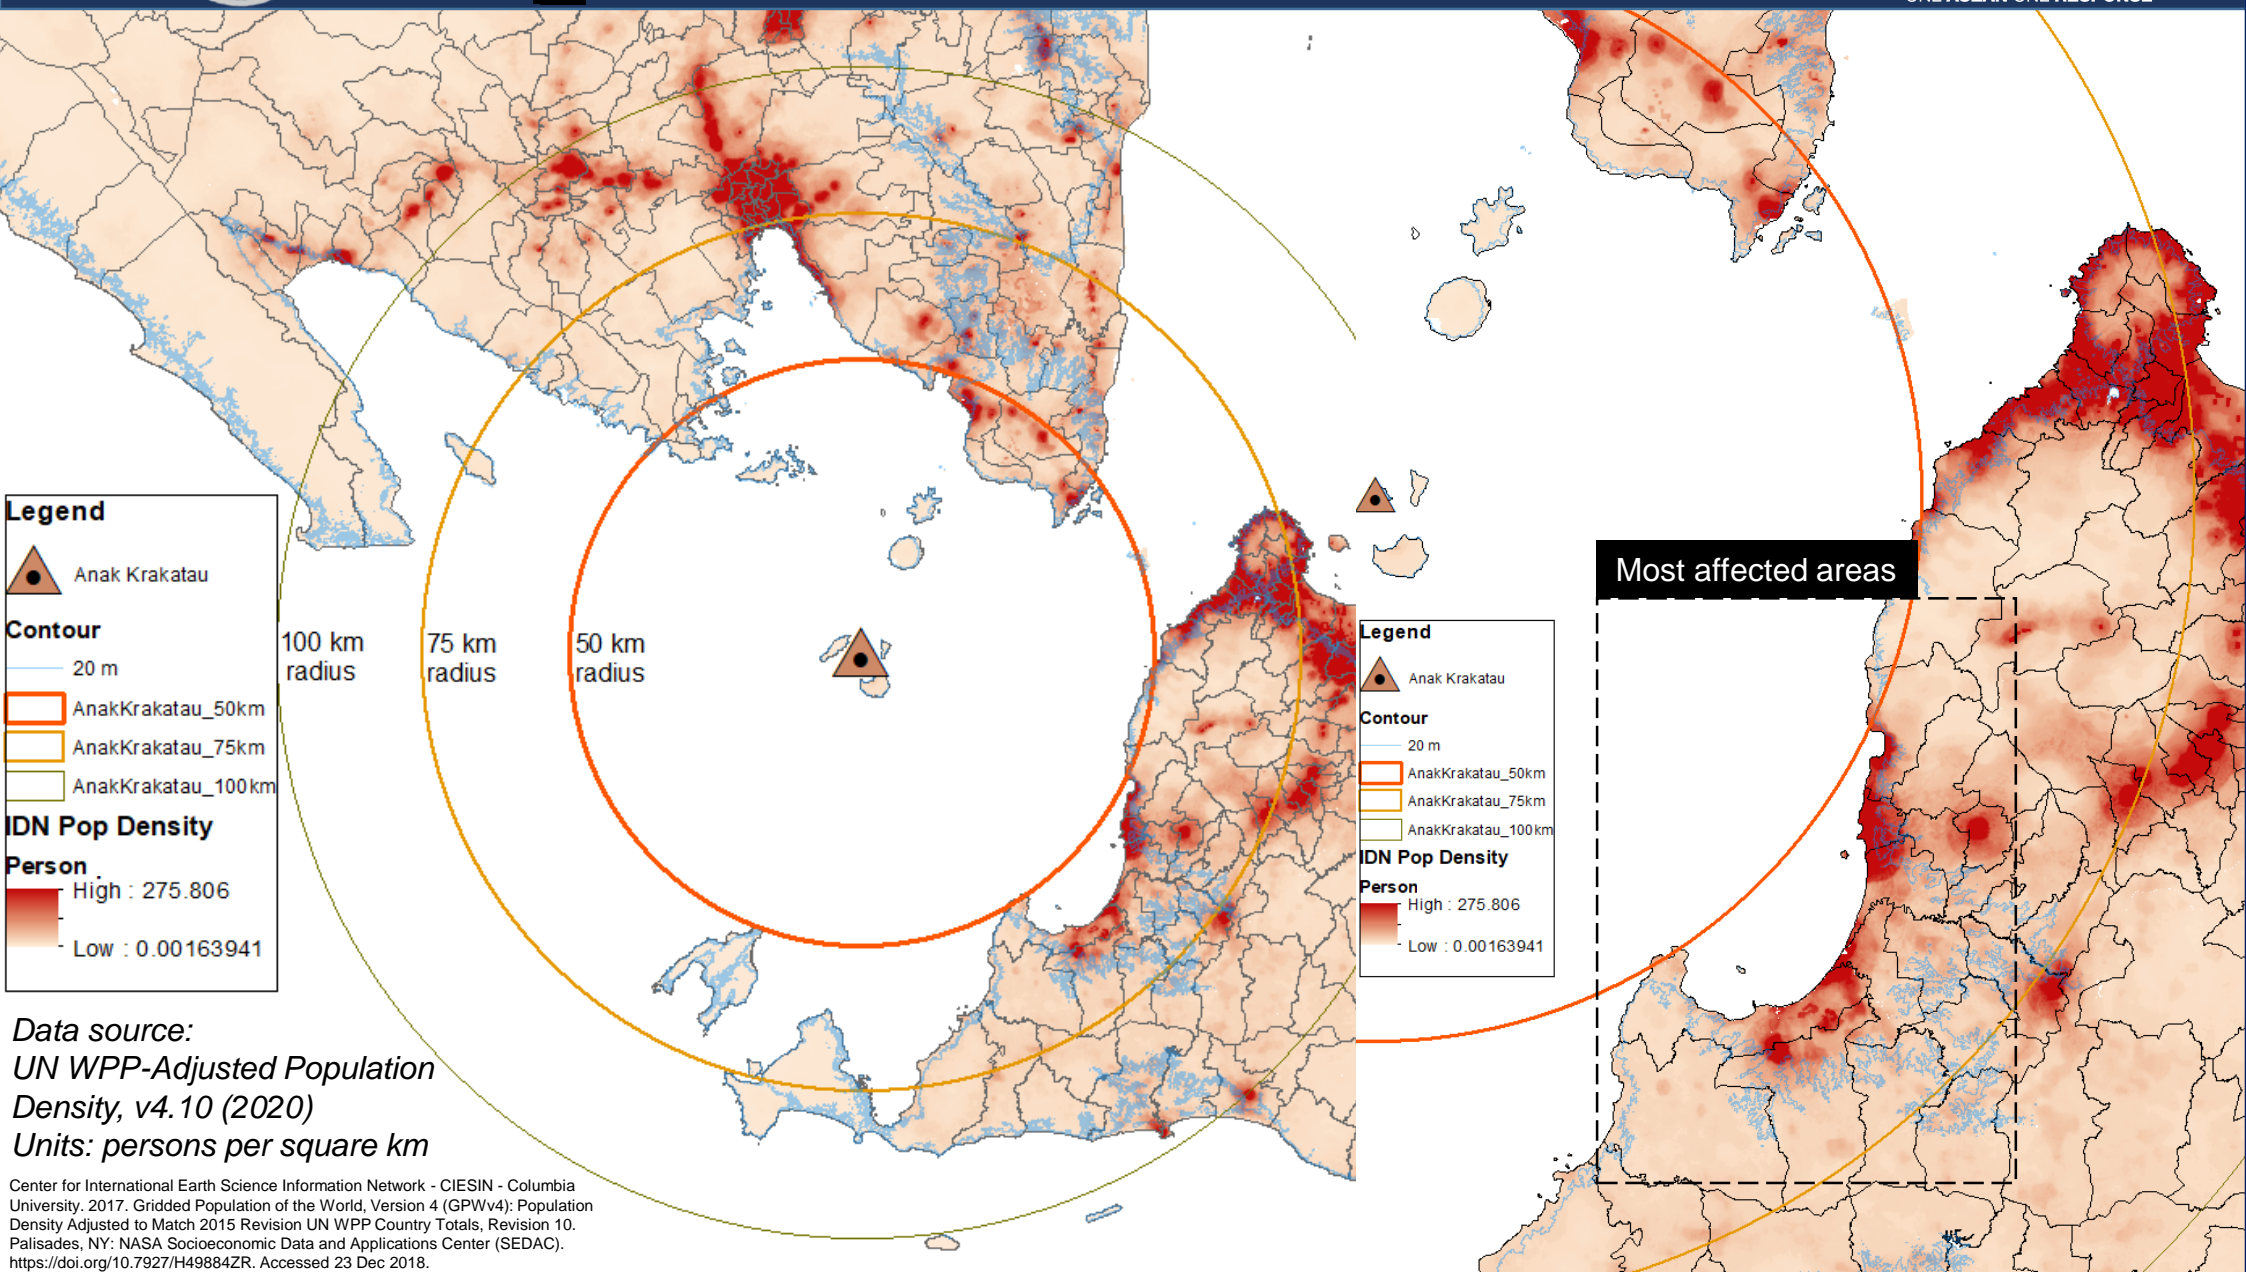 ONE ASEAN ONE RESPONSE
Legend
Anak Krakatau
Contour
20 m
AnakKrakatau_50km
AnakKrakatau_75km
AnakKrakatau_100km
IDN Pop Density
Person
High : 275.806
Low : 0.00163941
100 km
radius
75 km
radius
50 km
radius
Data source:
UN WPP-Adjusted Population
Density, v4.10 (2020)
Units: persons per square km
Center for International Earth Science Information Network - CIESIN - Columbia
University. 2017. Gridded Population of the World, Version 4 (GPWv4): Population
Density Adjusted to Match 2015 Revision UN WPP Country Totals, Revision 10.
Palisades, NY: NASA Socioeconomic Data and Applications Center (SEDAC).
https://doi.org/10.7927/H49884ZR. Accessed 23 Dec 2018.
Most affected areas
Legend
Anak Krakatau
Contour
20 m
AnakKrakatau_50km
AnakKrakatau_75km
AnakKrakatau_100km
IDN Pop Density
Person
High : 275.806
Low : 0.00163941